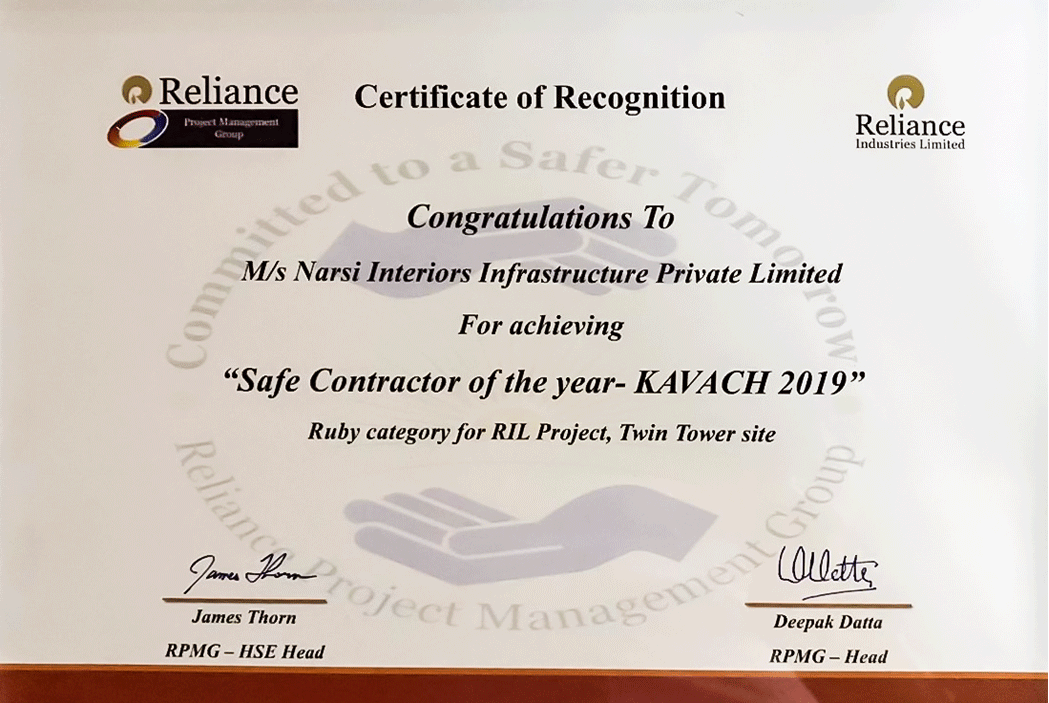 Reliance
Project Management
Group
Certificate of Recognition
Reliance
Industries Limited
Committed to a Safer Tomorrow
Congratulations To
M/s Narsi Interiors Infrastructure Private Limited
For achieving
“Safe Contractor of the year- KAVACH 2019”
Ruby category for RIL Project, Twin Tower site
Reliance Project Management Group
James Thorn
James Thorn
RPMG – HSE Head
Deepak Datta
RPMG – Head